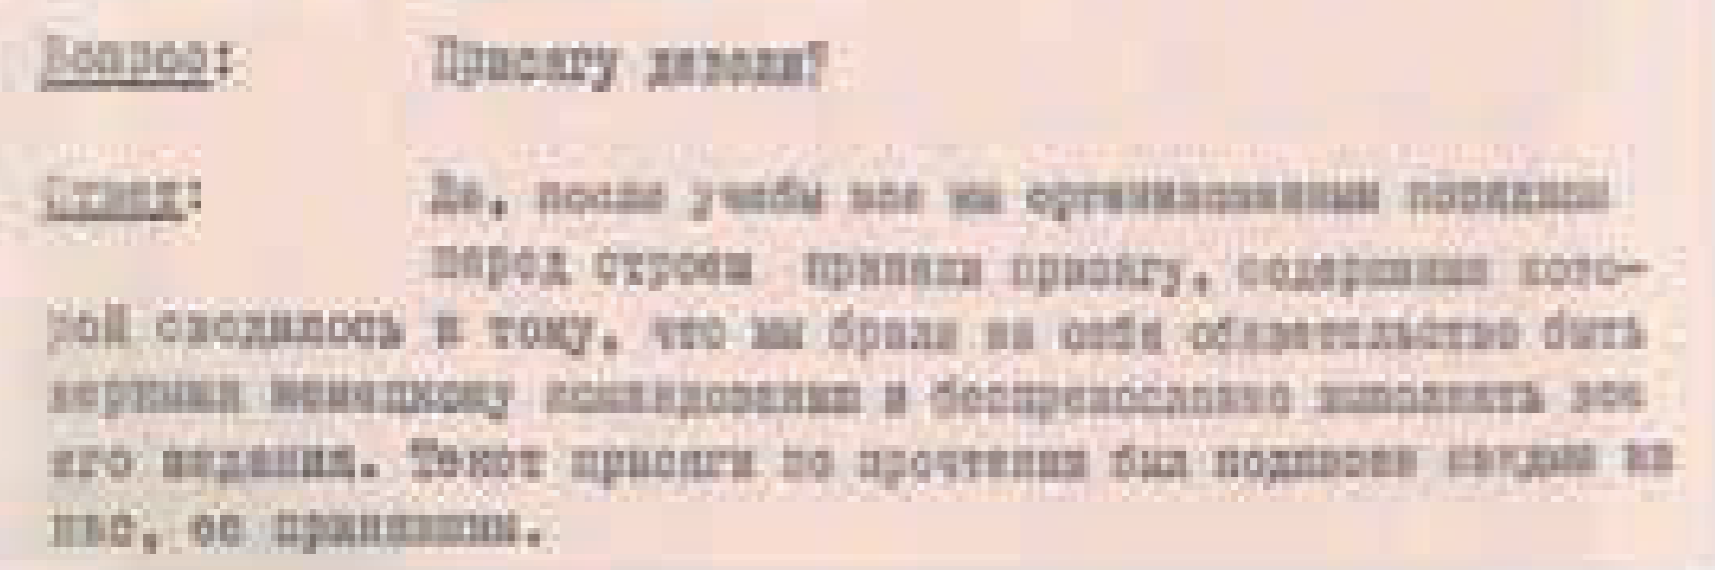 Вопрос: Присягу давали?
Ответ: Да, после учебы все мы организованным порядком
перед строем приняли присягу, содержание кото-
рой сводилось к тому, что мы брали на себя обязательство быть
верными немецкому командованию и беспрекословно выполнять все
его задания. Текст присяги по прочтении был подписан каждым из
нас, ее принявшим.